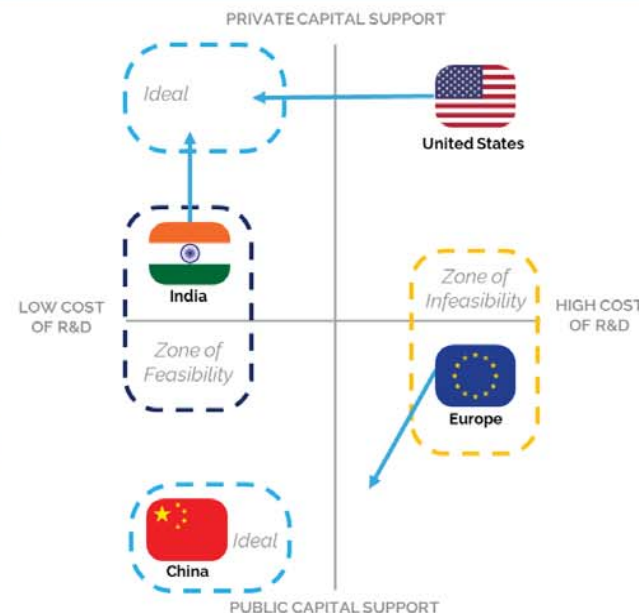 PRIVATE CAPITAL SUPPORT
Ideal
United States
India
Zone of
Infeasibility
LOW COST
OF R&D
HIGH COST
OF R&D
Zone of
Feasibility
Europe
Ideal
China
PUBLIC CAPITAL SUPPORT